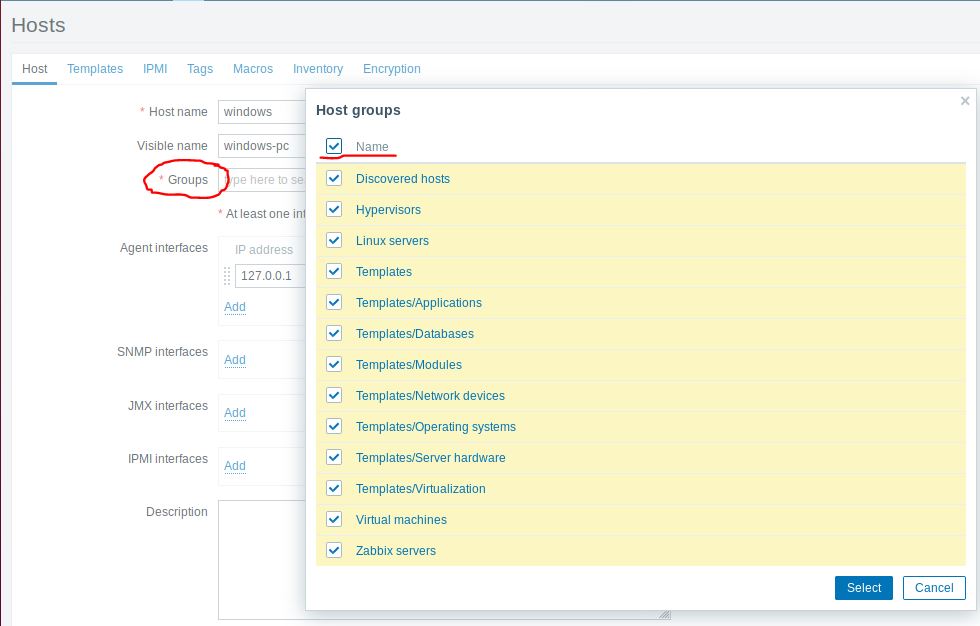 Hosts
Host Templates IPMI Tags Macros Inventory Encryption
* Host name windows
Visible name windows-pc
* Groups type here to se
* At least one int
Agent interfaces IP address
127.0.0.1
Add
SNMP interfaces Add
JMX interfaces Add
IPMI interfaces Add
Description
Host groups
Name
Discovered hosts
Hypervisors
Linux servers
Templates
Templates/Applications
Templates/Databases
Templates/Modules
Templates/Network devices
Templates/Operating systems
Templates/Server hardware
Templates/Virtualization
Virtual machines
Zabbix servers
Select Cancel